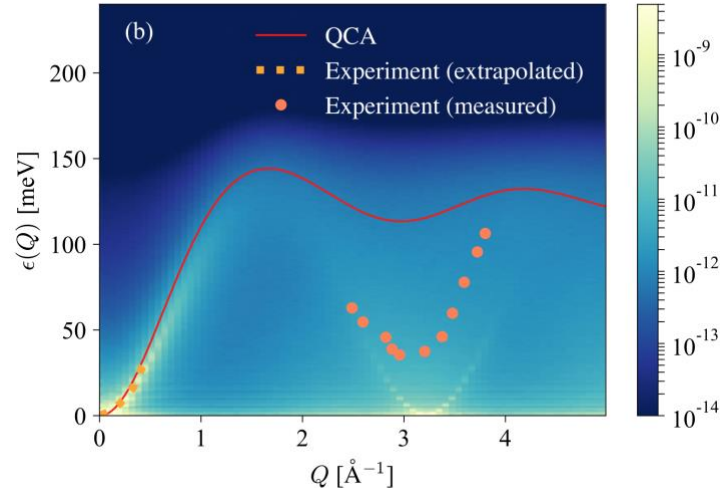 (b)
QCA
Experiment (extrapolated)
Experiment (measured)
ϵ(Q) [meV]
200
150
100
50
0
0 1 2 3 4
Q [Å⁻¹]
10⁻⁹
10⁻¹⁰
10⁻¹¹
10⁻¹²
10⁻¹³
10⁻¹⁴